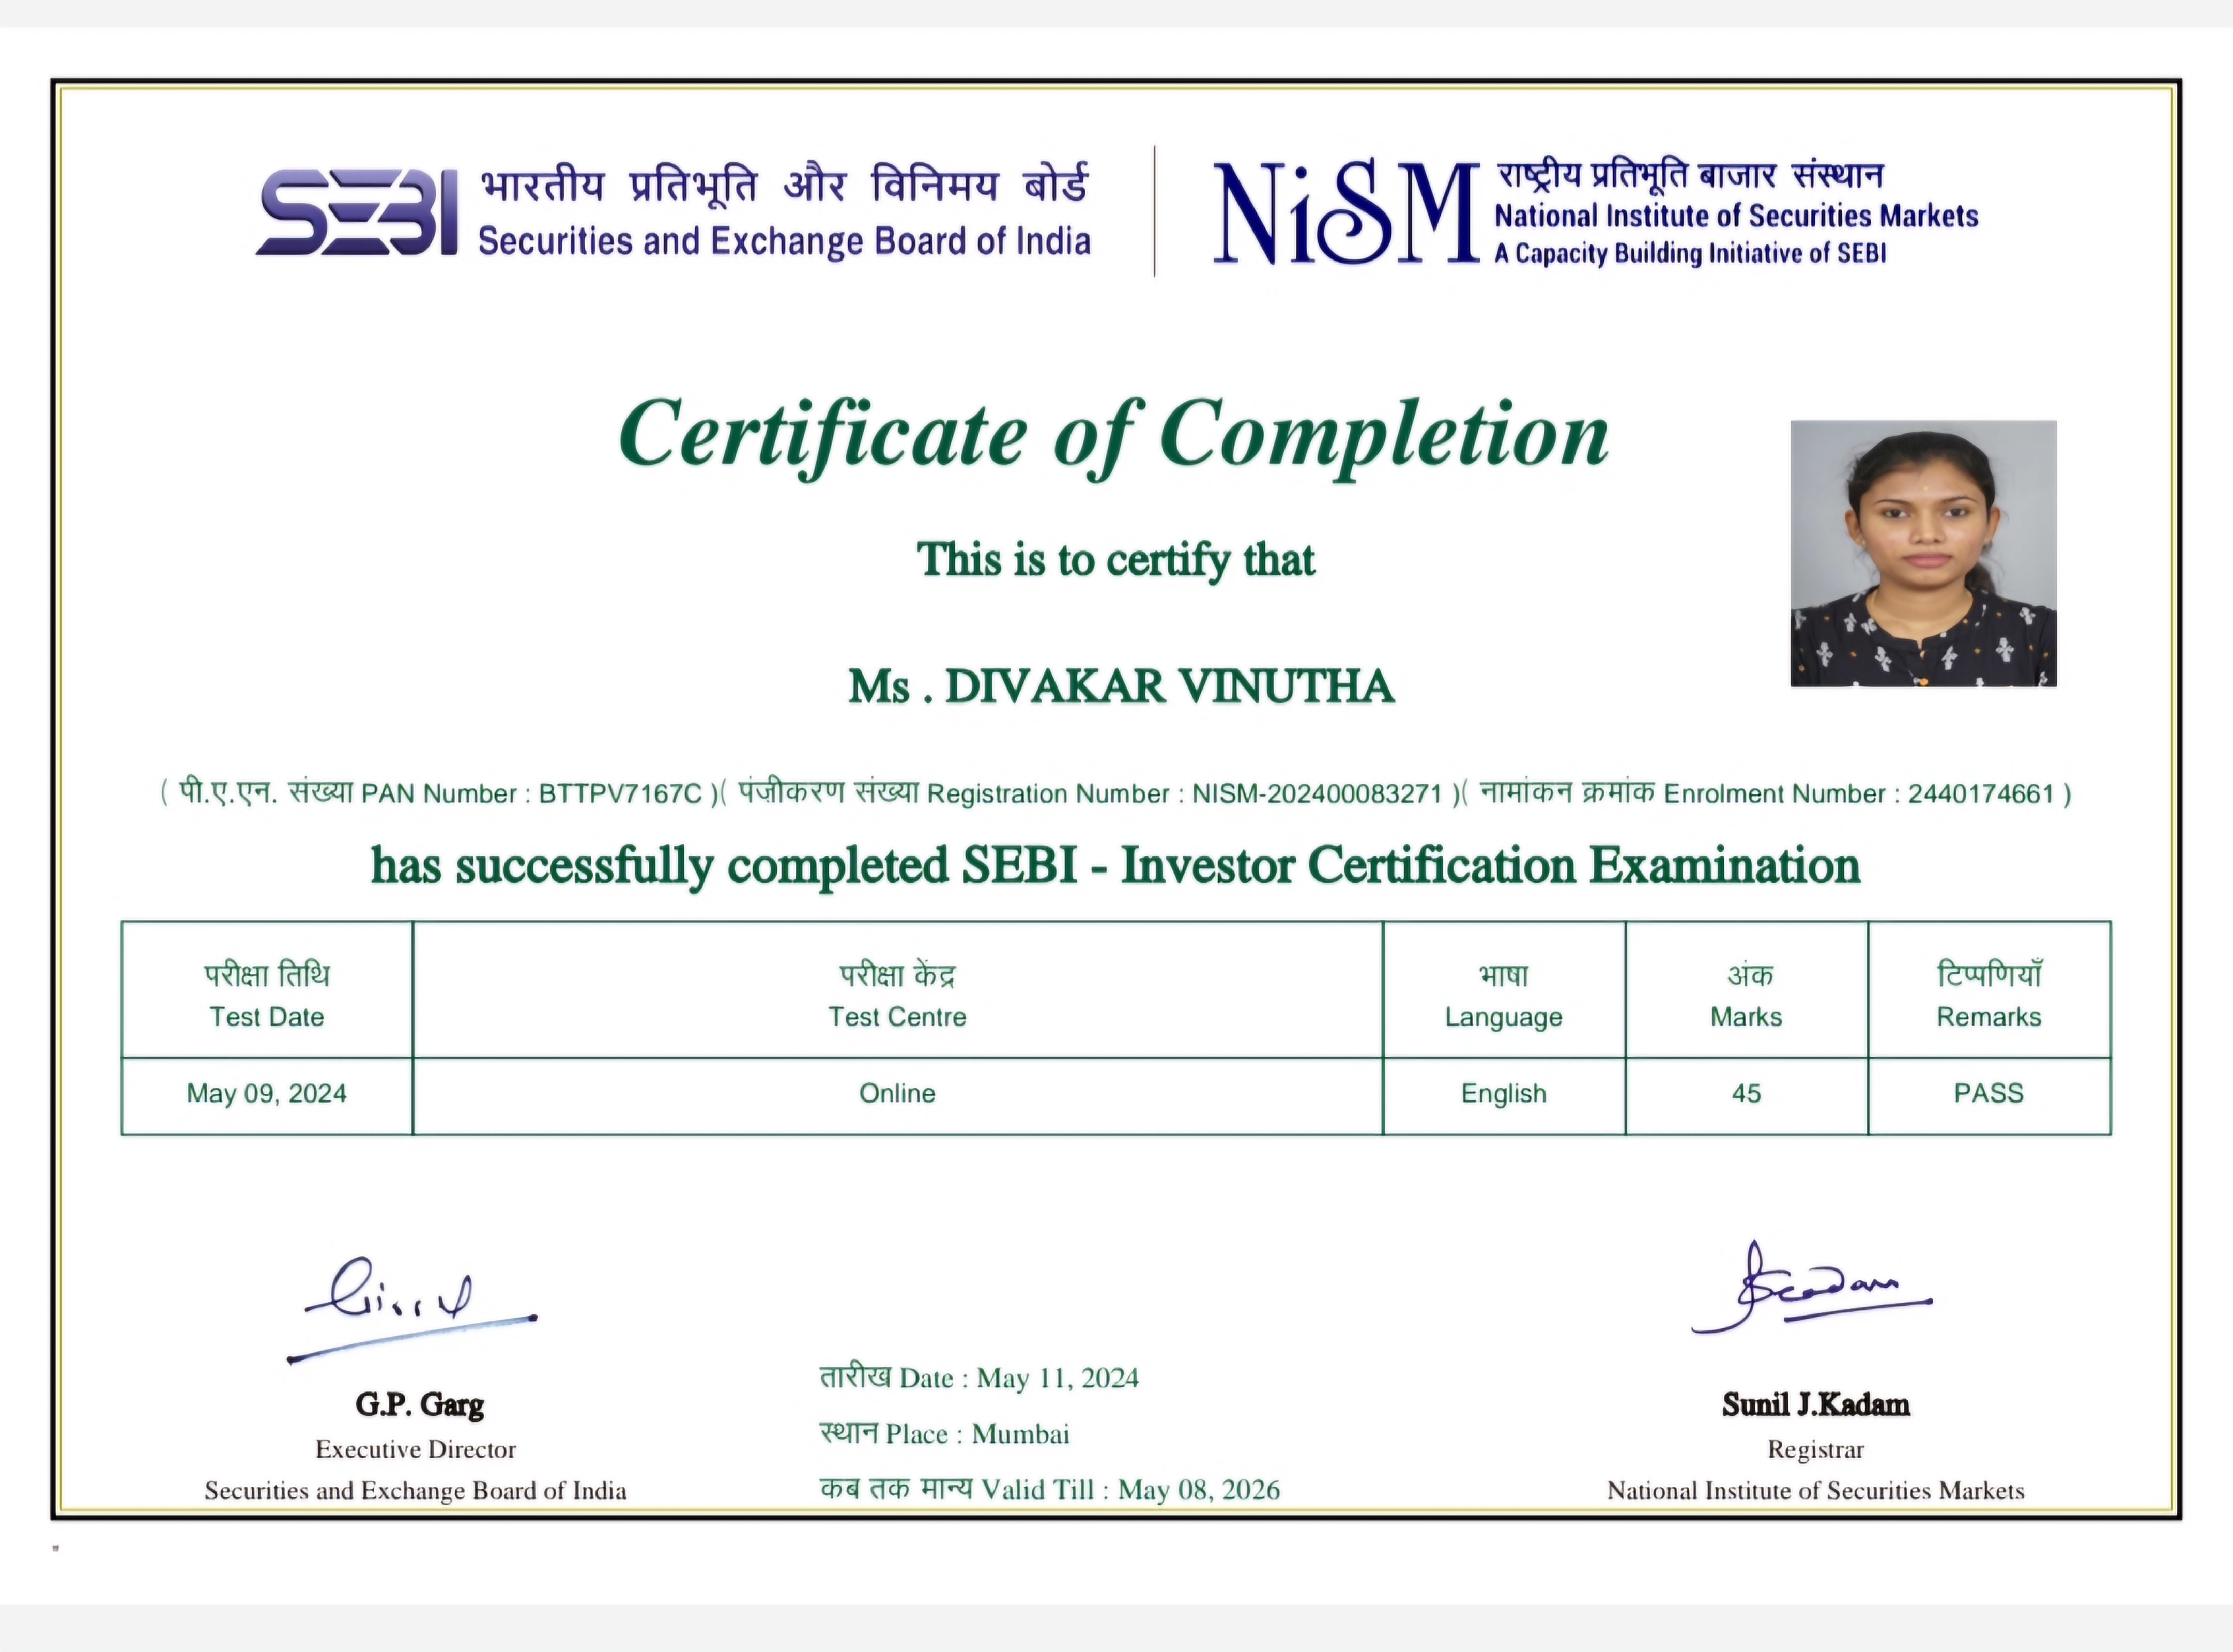 SEBI भारतीय प्रतिभूति और विनिमय बोर्ड
Securities and Exchange Board of India
NiSM राष्ट्रीय प्रतिभूति बाजार संस्थान
National Institute of Securities Markets
A Capacity Building Initiative of SEBI
Certificate of Completion
This is to certify that
Ms . DIVAKAR VINUTHA
( पी.ए.एन. संख्या PAN Number : BTTPV7167C )( पंजीकरण संख्या Registration Number : NISM-202400083271 )( नामांकन क्रमांक Enrolment Number : 2440174661 )
has successfully completed SEBI - Investor Certification Examination
परीक्षा तिथि परीक्षा केंद्र भाषा अंक टिप्पणियाँ
Test Date Test Centre Language Marks Remarks
May 09, 2024 Online English 45 PASS
G.P. Garg
Executive Director
Securities and Exchange Board of India
तारीख Date : May 11, 2024
स्थान Place : Mumbai
कब तक मान्य Valid Till : May 08, 2026
Sunil J.Kadam
Registrar
National Institute of Securities Markets